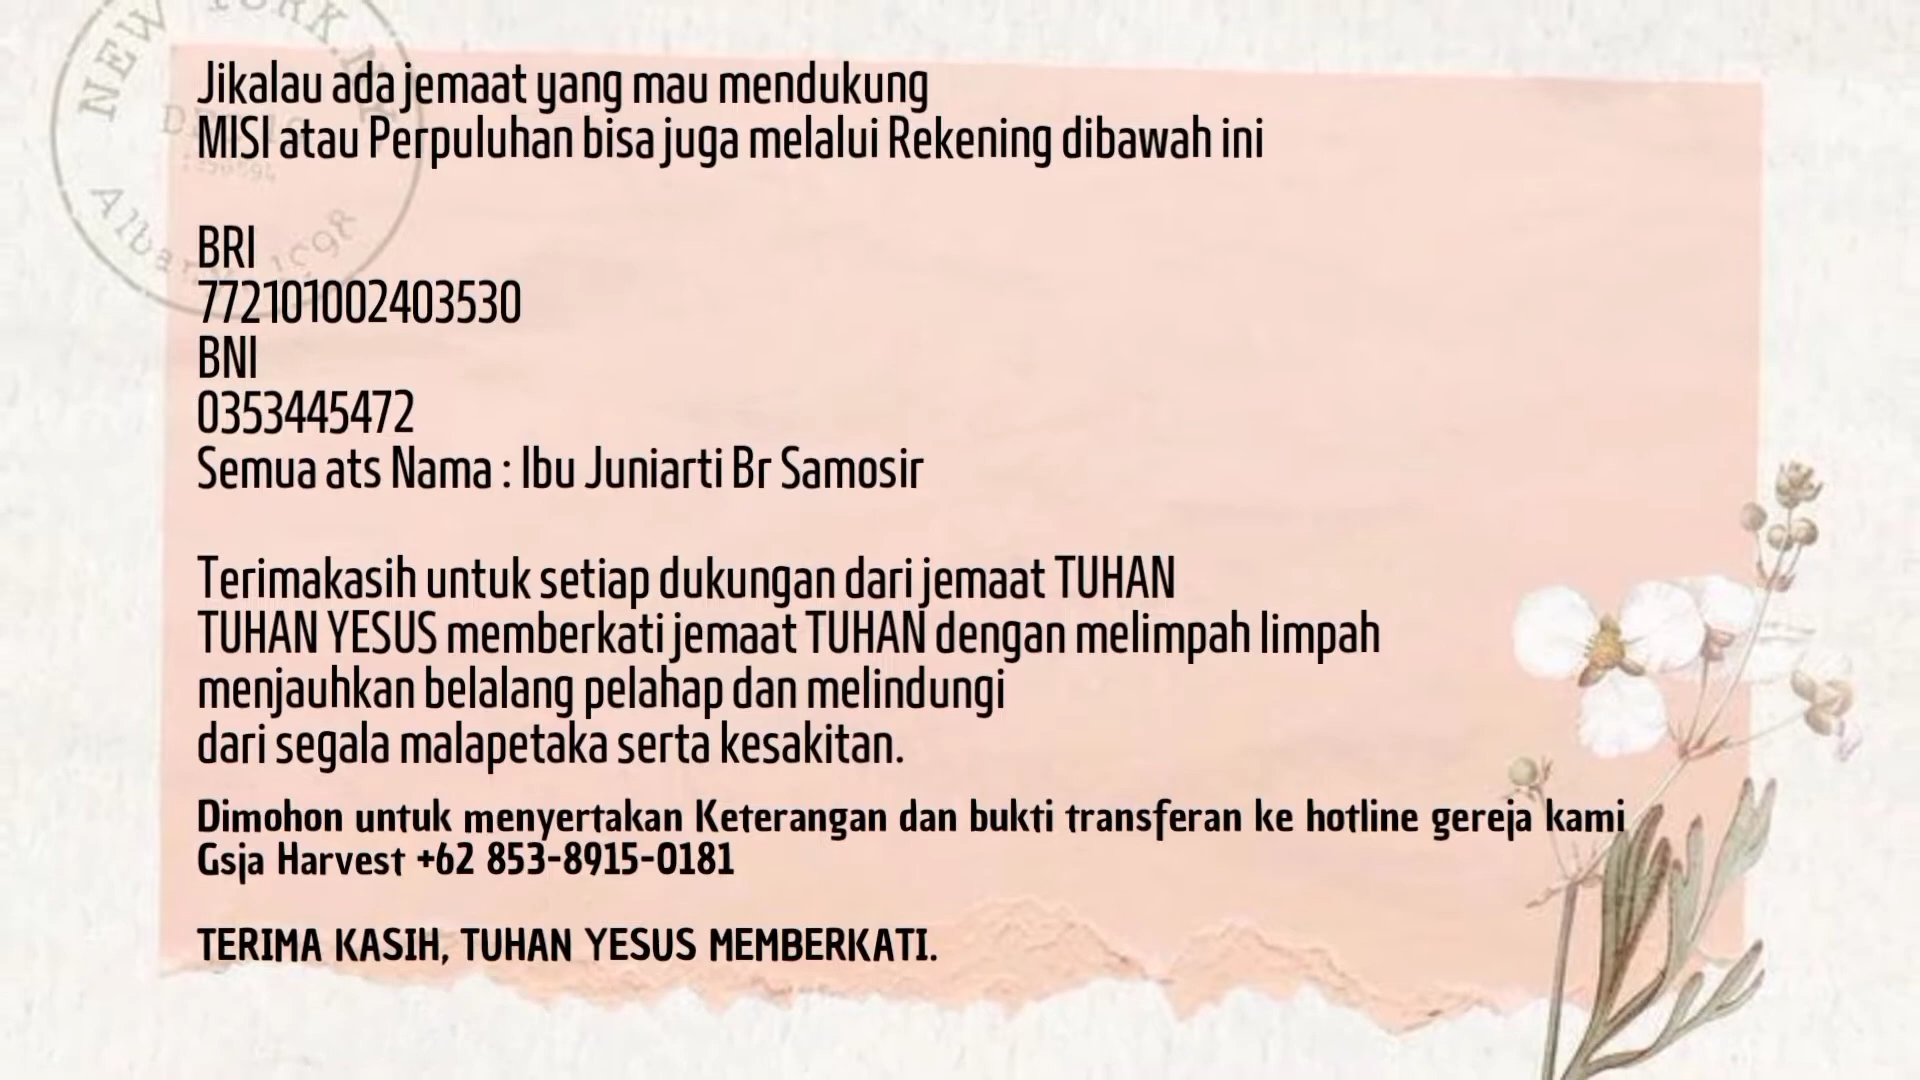 NEW YORK.NY
Jikalau ada jemaat yang mau mendukung
MISI atau Perpuluhan bisa juga melalui Rekening dibawah ini
BRI
772101002403530
BNI
0353445472
Semua ats Nama : Ibu Juniarti Br Samosir
Terimakasih untuk setiap dukungan dari jemaat TUHAN
TUHAN YESUS memberkati jemaat TUHAN dengan melimpah limpah
menjauhkan belalang pelahap dan melindungi
dari segala malapetaka serta kesakitan.
Dimohon untuk menyertakan Keterangan dan bukti transferan ke hotline gereja kami
Gsja Harvest +62 853-8915-0181
TERIMA KASIH, TUHAN YESUS MEMBERKATI.